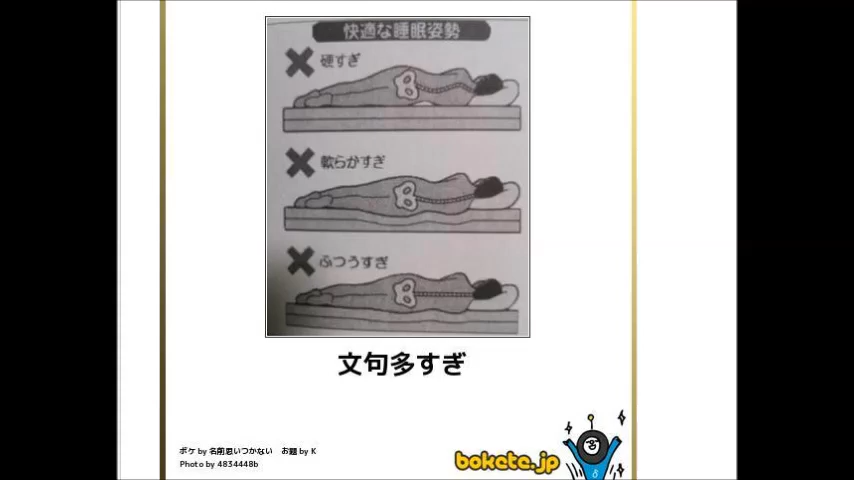 快適な睡眠姿勢
硬すぎ
軟らかすぎ
ふつうすぎ
文句多すぎ
ボケ by 名前思いつかない お題 by K
Photo by 4834448b
bokete.jp